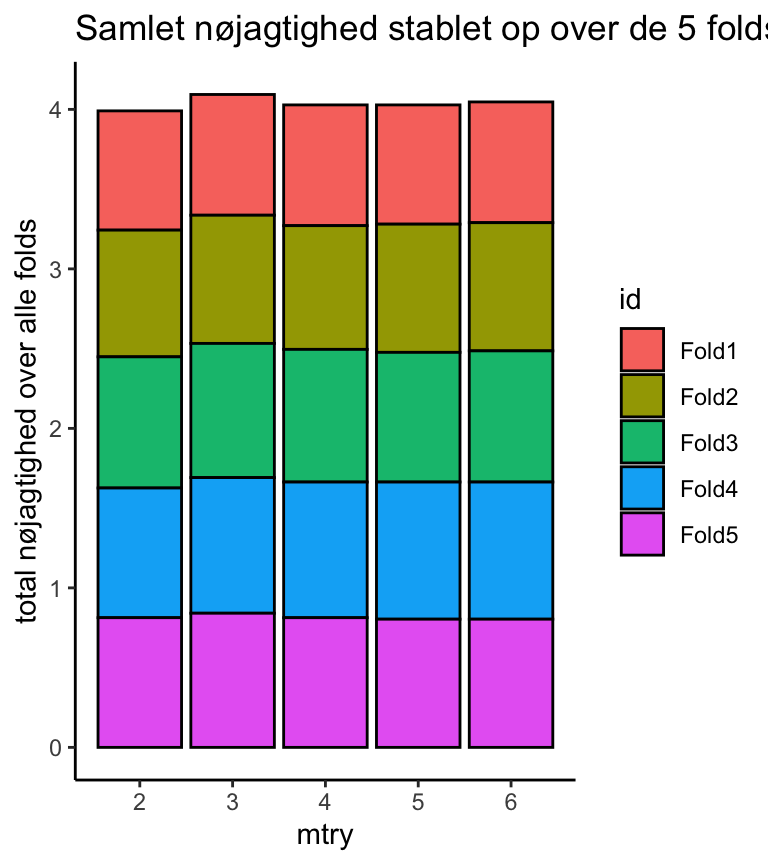 Samlet nøjagtighed stablet op over de 5 folds
total nøjagtighed over alle folds
4
3
2
1
0
2 3 4 5 6
mtry
id
Fold1
Fold2
Fold3
Fold4
Fold5